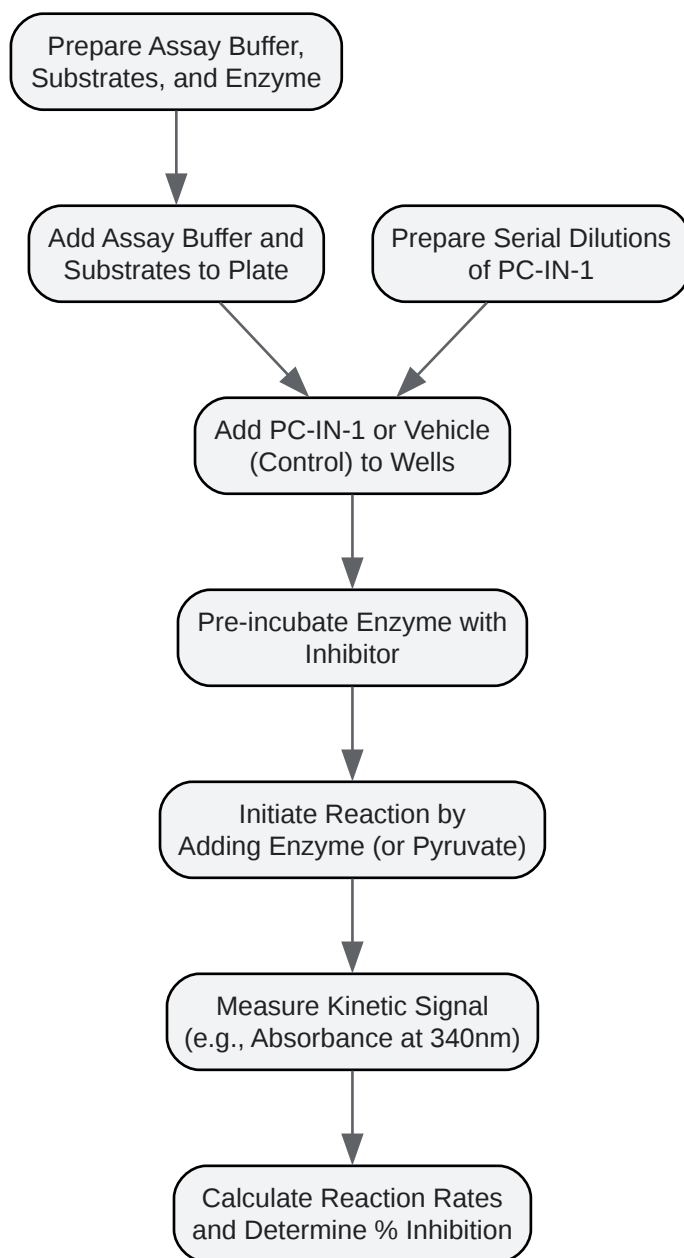 Prepare Assay Buffer,
Substrates, and Enzyme
Add Assay Buffer and
Substrates to Plate
Prepare Serial Dilutions
of PC-IN-1
Add PC-IN-1 or Vehicle
(Control) to Wells
Pre-incubate Enzyme with
Inhibitor
Initiate Reaction by
Adding Enzyme (or Pyruvate)
Measure Kinetic Signal
(e.g., Absorbance at 340nm)
Calculate Reaction Rates
and Determine % Inhibition